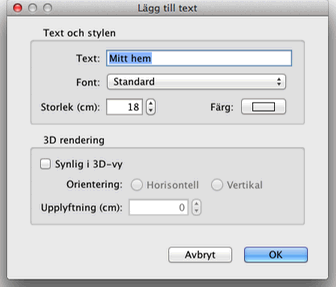 Lägg till text
Text och stylen
Text: Mitt hem
Font: Standard
Storlek (cm): 18 Färg:
3D rendering
Synlig i 3D-vy
Orientering: Horisontell Vertikal
Upplyftning (cm): 0
Avbryt OK